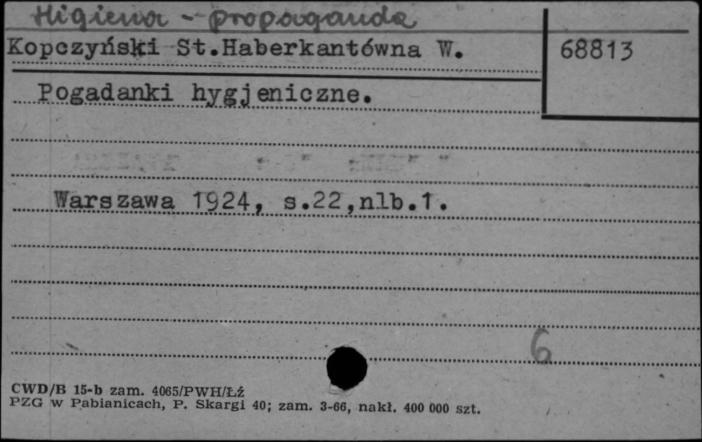 Higiena - propaganda
Kopczyński St.Haberkantówna W.
68813
Pogadanki hygjeniczne.
Warszawa 1924, s.22,nlb.1.
6
CWD/B 15-b zam. 4065/PWH/Łź
PZG w Pabianicach, P. Skargi 40; zam. 3-66, nakł. 400 000 szt.